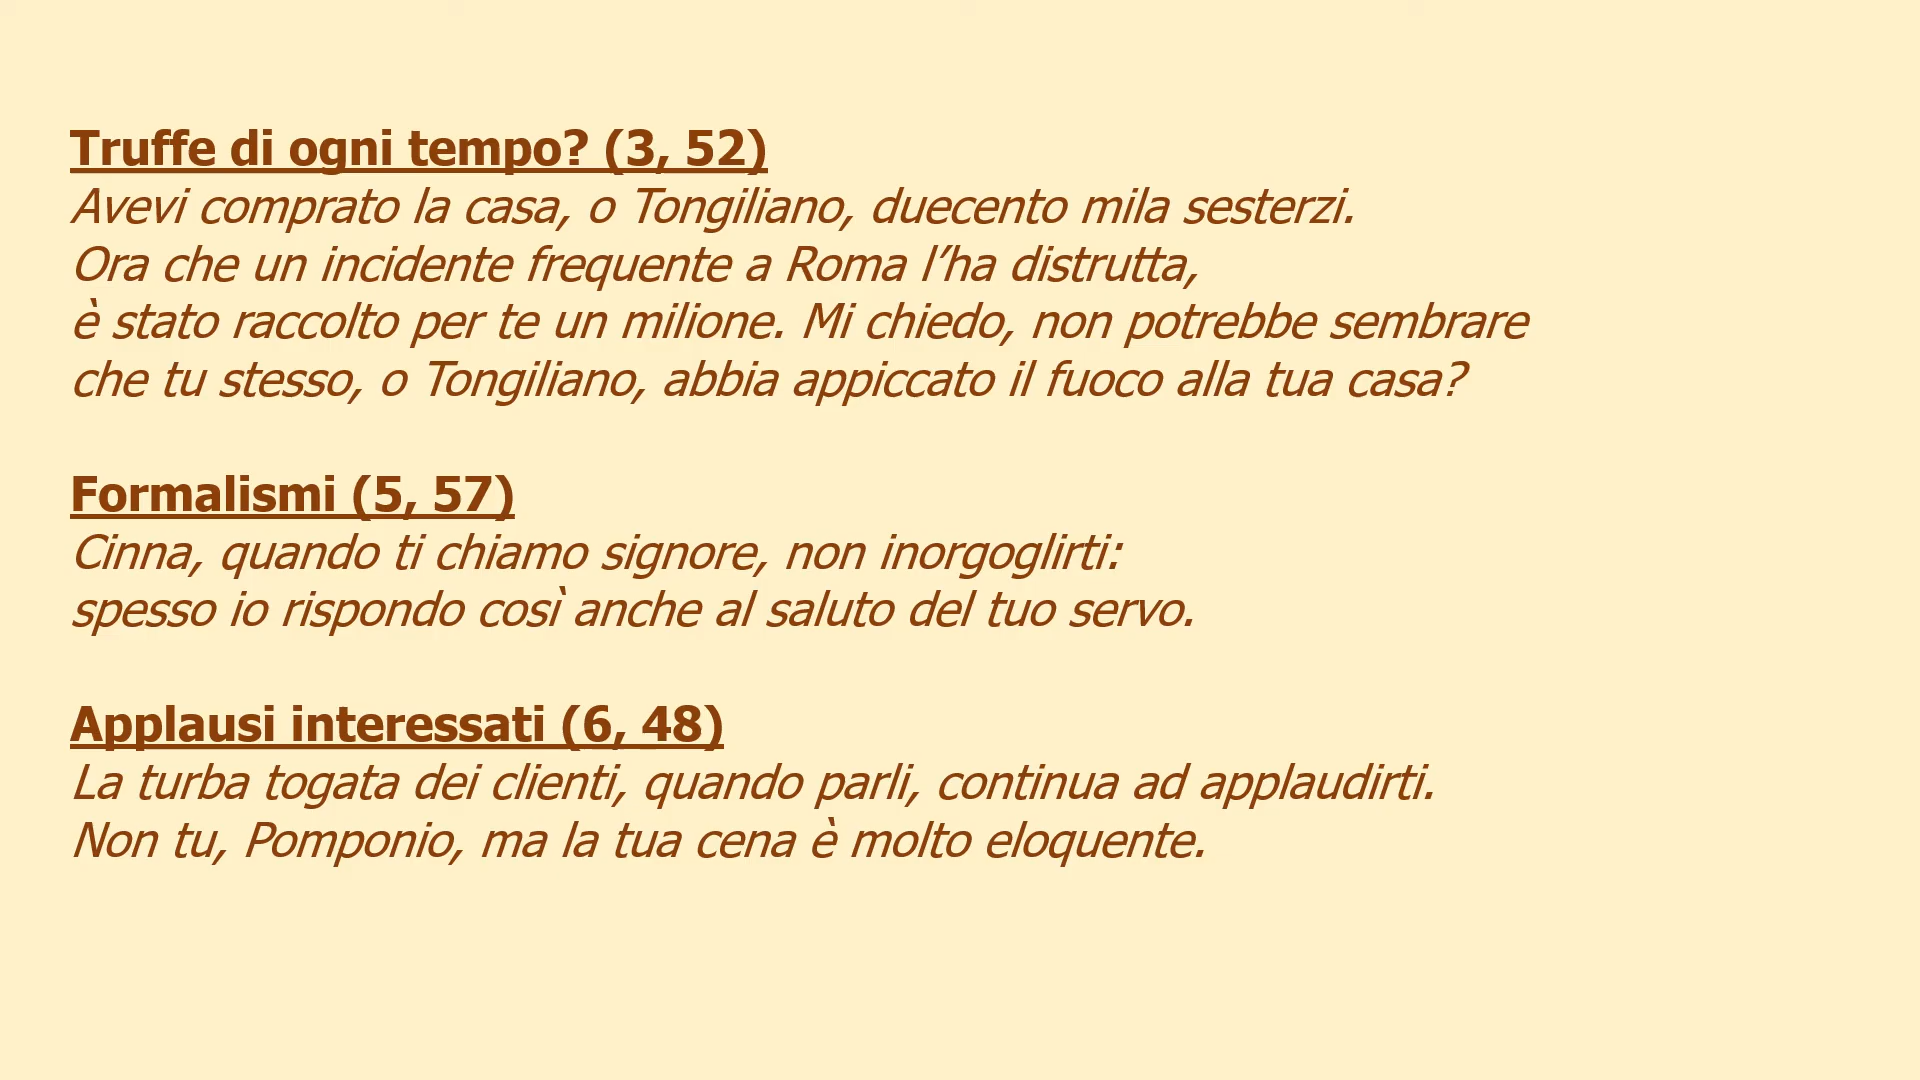 Truffe di ogni tempo? (3, 52)
Avevi comprato la casa, o Tongiliano, duecento mila sesterzi.
Ora che un incidente frequente a Roma l’ha distrutta,
è stato raccolto per te un milione. Mi chiedo, non potrebbe sembrare
che tu stesso, o Tongiliano, abbia appiccato il fuoco alla tua casa?
Formalismi (5, 57)
Cinna, quando ti chiamo signore, non inorgoglirti:
spesso io rispondo così anche al saluto del tuo servo.
Applausi interessati (6, 48)
La turba togata dei clienti, quando parli, continua ad applaudirti.
Non tu, Pomponio, ma la tua cena è molto eloquente.